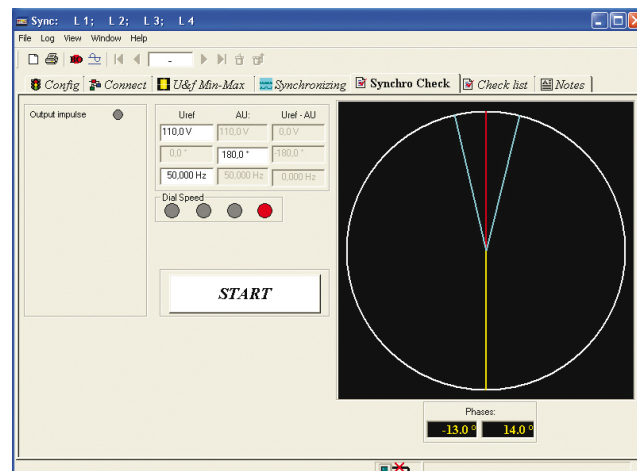 Sync: L 1; L 2; L 3; L 4
File Log View Window Help
-
Config Connect U&f Min-Max Synchronizing Synchro Check Check list Notes
Output impulse
Uref AU: Uref - AU
110,0 V 110,0 V 0,0 V
0,0 ° 180,0 ° -180,0 °
50,000 Hz 50,000 Hz 0,000 Hz
Dial Speed
START
Phases:
-13.0 º 14.0 º